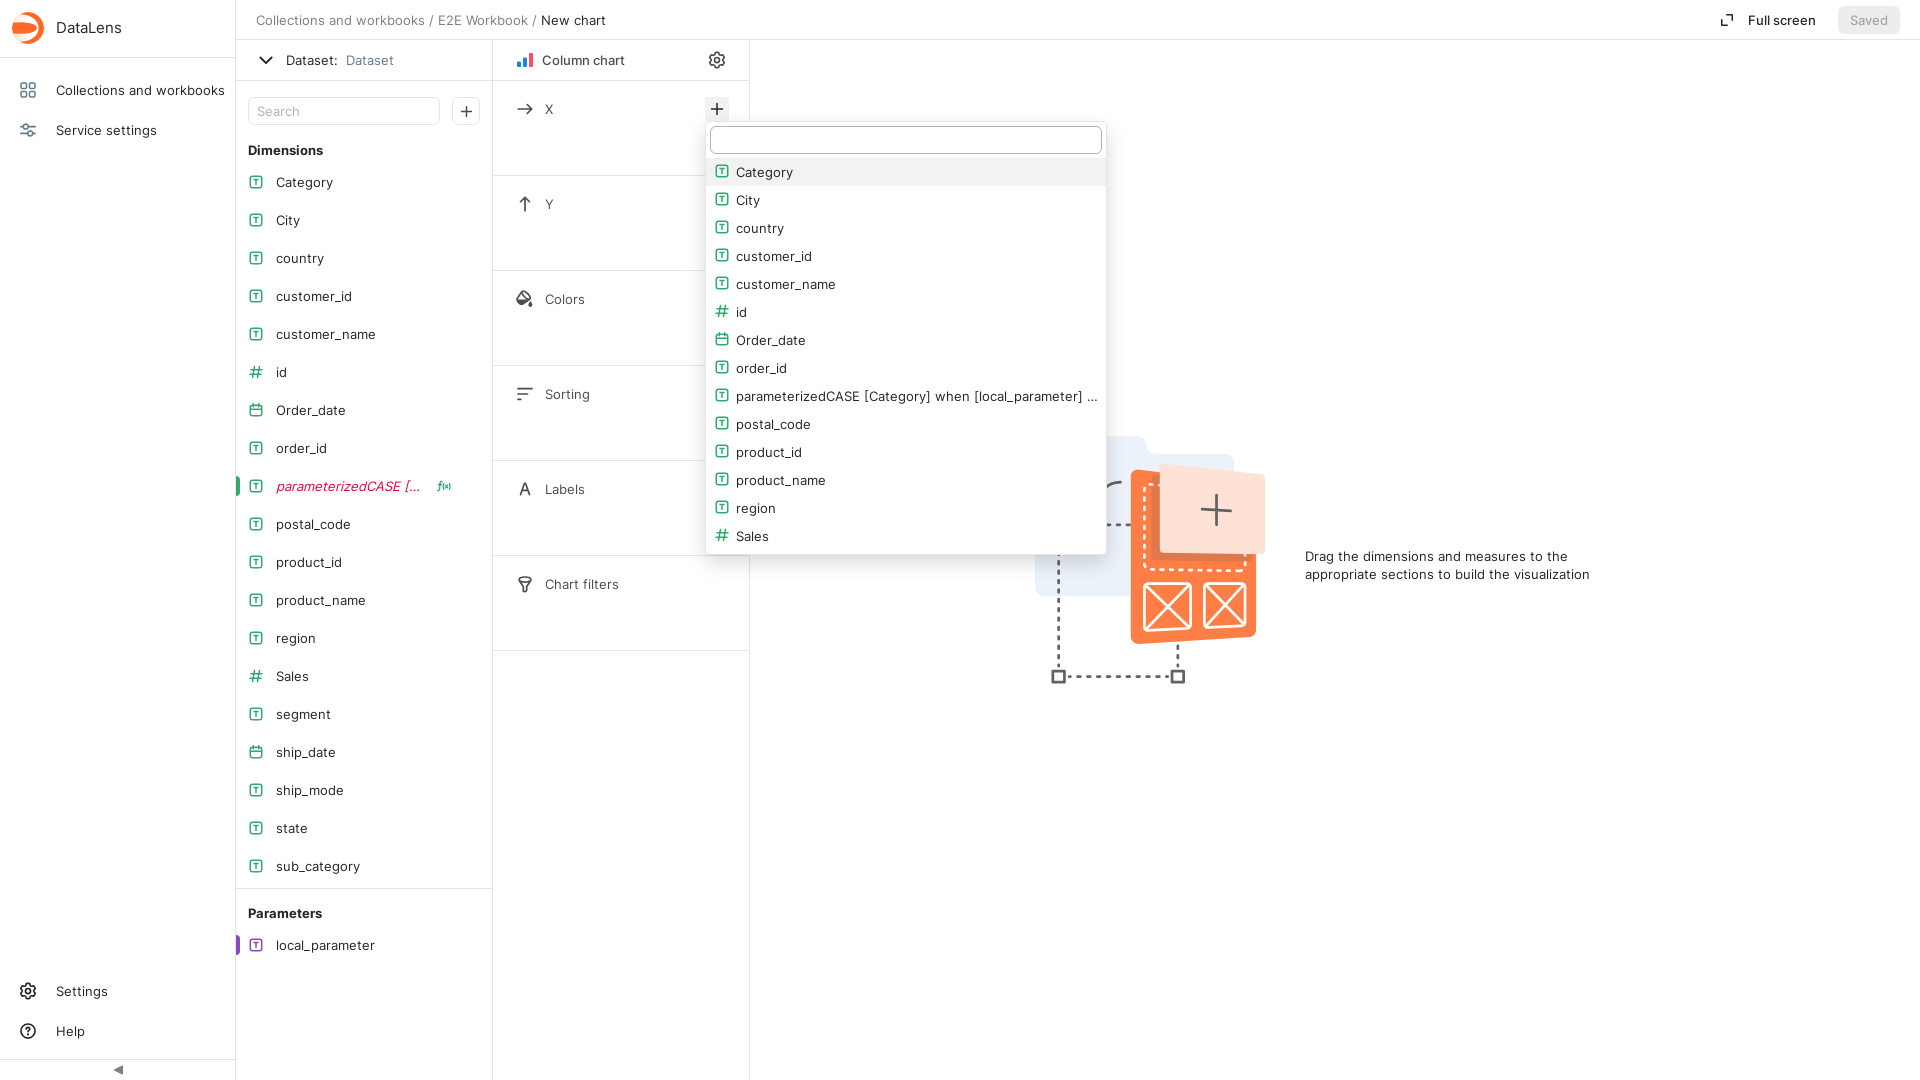 DataLens
Collections and workbooks / E2E Workbook / New chart
Full screen
Saved
Collections and workbooks
Service settings
Settings
Help
Dataset: Dataset
Search
Dimensions
Category
City
country
customer_id
customer_name
id
Order_date
order_id
parameterizedCASE [...
postal_code
product_id
product_name
region
Sales
segment
ship_date
ship_mode
state
sub_category
Parameters
local_parameter
Column chart
X
Y
Colors
Sorting
Labels
Chart filters
Category
City
country
customer_id
customer_name
id
Order_date
order_id
parameterizedCASE [Category] when [local_parameter] ...
postal_code
product_id
product_name
region
Sales
Drag the dimensions and measures to the
appropriate sections to build the visualization